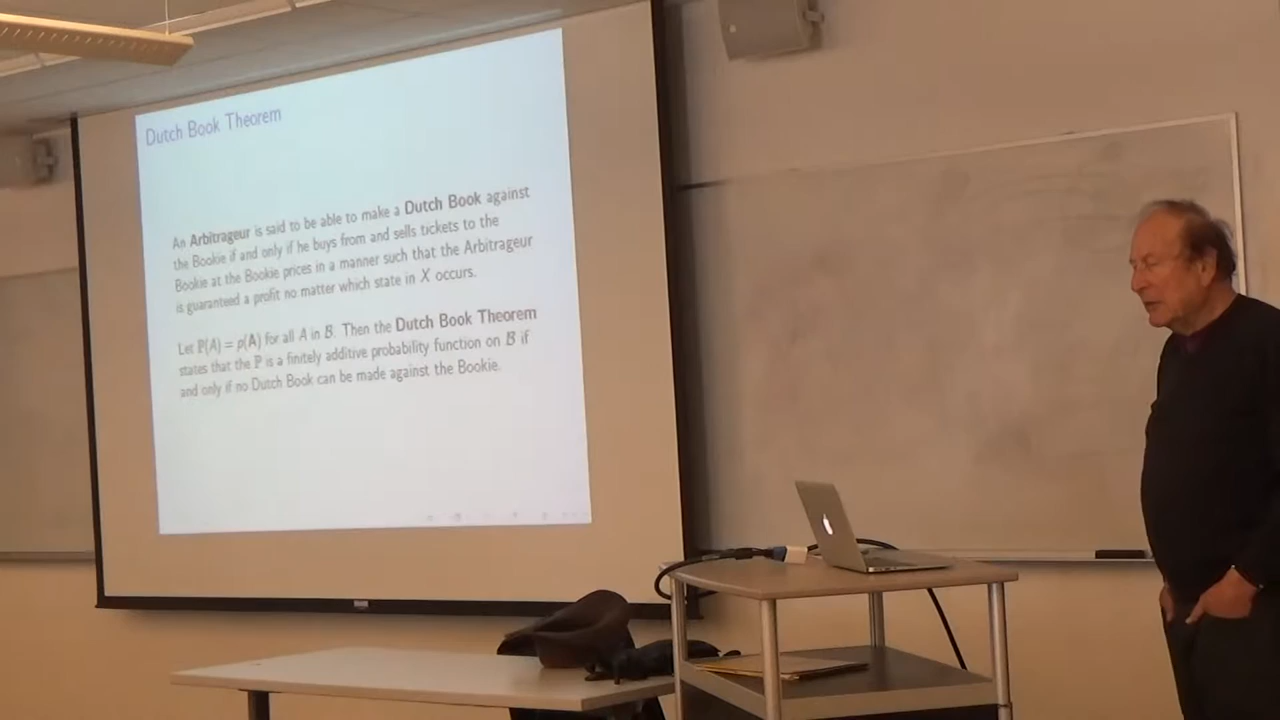 Dutch Book Theorem
An Arbitrageur is said to be able to make a Dutch Book against
the Bookie if and only if he buys from and sells tickets to the
Bookie at the Bookie prices in a manner such that the Arbitrageur
is guaranteed a profit no matter which state in X occurs.
Let ℙ(A) = p(A) for all A in B. Then the Dutch Book Theorem
states that the ℙ is a finitely additive probability function on B if
and only if no Dutch Book can be made against the Bookie.